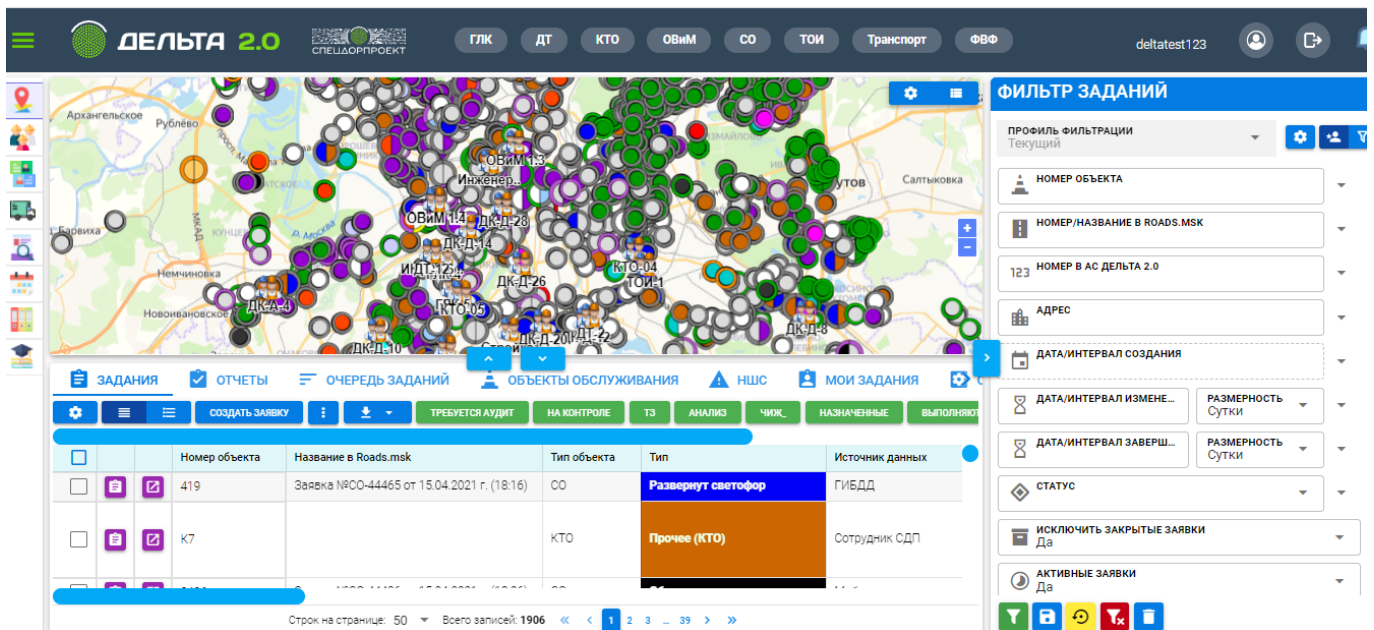 ДЕЛЬТА 2.0
СПЕЦДОРПРОЕКТ
ГЛК ДТ КТО ОВиМ СО ТОИ Транспорт ФВФ
deltatest123
Архангельское
Рублёво
Барвиха
МКАД
р. Москва
Немчиновка
Новоивановское
Салтыковка
ОВиМ 1.3
Инженер..
ОВиМ 1.4
ДК-Д-28
ДК-Д-14
ДК-Д-26
КТО-04
ТОИ-1
ДК-А-4
КТО-05
ДК-Д-8
ДК-Д-20
ДТ-22
ДК-Д-10
+
-
ЗАДАНИЯ ОТЧЕТЫ ОЧЕРЕДЬ ЗАДАНИЙ ОБЪЕКТЫ ОБСЛУЖИВАНИЯ НШС МОИ ЗАДАНИЯ
СОЗДАТЬ ЗАЯВКУ ТРЕБУЕТСЯ АУДИТ НА КОНТРОЛЕ ТЗ АНАЛИЗ ЧИЖ_ НАЗНАЧЕННЫЕ ВЫПОЛНЯЮТ
Номер объекта Название в Roads.msk Тип объекта Тип Источник данных
419 Заявка №СО-44465 от 15.04.2021 г. (18:16) СО Развернут светофор ГИБДД
К7 КТО Прочее (КТО) Сотрудник СДП
Строк на странице: 50 Всего записей: 1906 « < 1 2 3 ... 39 > »
ФИЛЬТР ЗАДАНИЙ
ПРОФИЛЬ ФИЛЬТРАЦИИ
Текущий
НОМЕР ОБЪЕКТА
НОМЕР/НАЗВАНИЕ В ROADS.MSK
123 НОМЕР В АС ДЕЛЬТА 2.0
АДРЕС
ДАТА/ИНТЕРВАЛ СОЗДАНИЯ
ДАТА/ИНТЕРВАЛ ИЗМЕНЕ... РАЗМЕРНОСТЬ
Сутки
ДАТА/ИНТЕРВАЛ ЗАВЕРШ... РАЗМЕРНОСТЬ
Сутки
СТАТУС
ИСКЛЮЧИТЬ ЗАКРЫТЫЕ ЗАЯВКИ
Да
АКТИВНЫЕ ЗАЯВКИ
Да